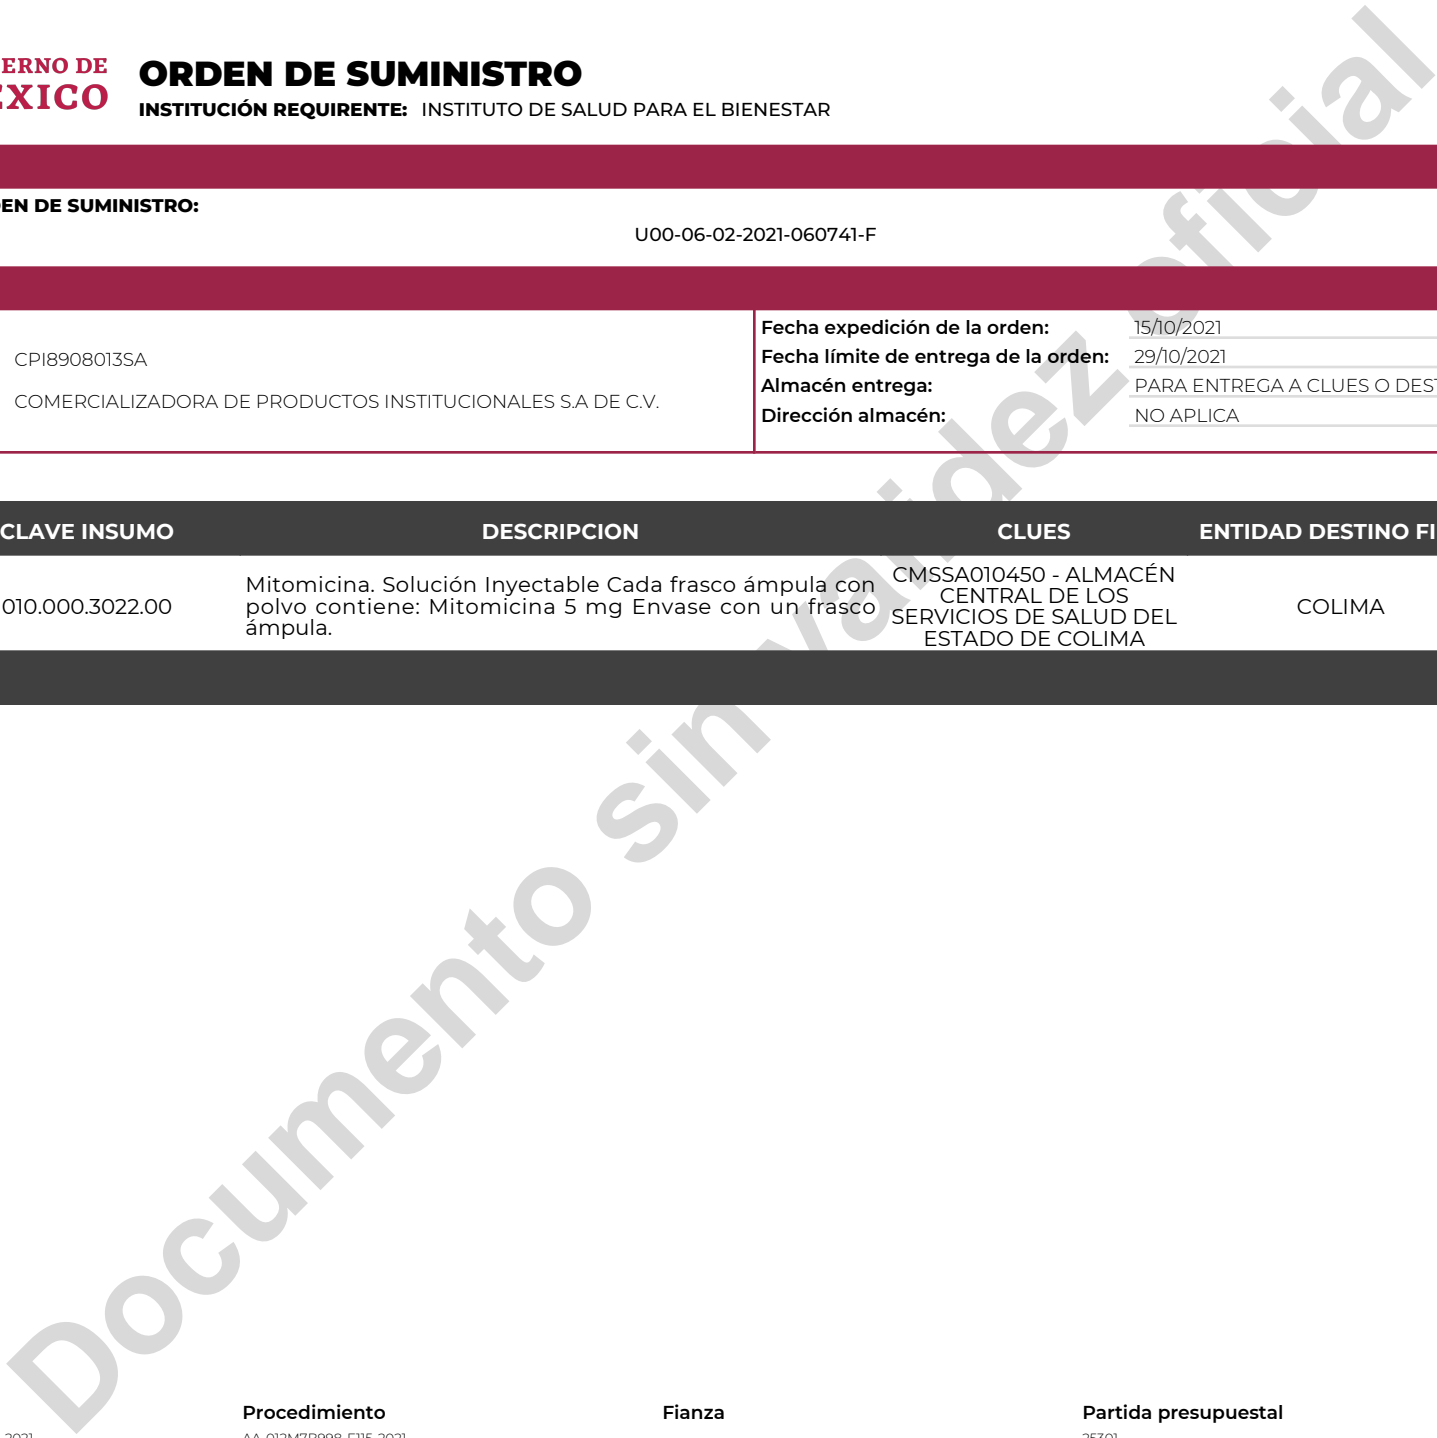 ERNO DE
EXICO
ORDEN DE SUMINISTRO
INSTITUCIÓN REQUIRENTE: INSTITUTO DE SALUD PARA EL BIENESTAR
EN DE SUMINISTRO:
U00-06-02-2021-060741-F
CPI8908013SA
COMERCIALIZADORA DE PRODUCTOS INSTITUCIONALES S.A DE C.V.
Fecha expedición de la orden: 15/10/2021
Fecha límite de entrega de la orden: 29/10/2021
Almacén entrega: PARA ENTREGA A CLUES O DEST
Dirección almacén: NO APLICA
CLAVE INSUMO DESCRIPCION CLUES ENTIDAD DESTINO FI
010.000.3022.00
Mitomicina. Solución Inyectable Cada frasco ámpula con
polvo contiene: Mitomicina 5 mg Envase con un frasco
ámpula.
CMSSA010450 - ALMACÉN
CENTRAL DE LOS
SERVICIOS DE SALUD DEL
ESTADO DE COLIMA
COLIMA
Documento sin validez oficial
Procedimiento Fianza Partida presupuestal